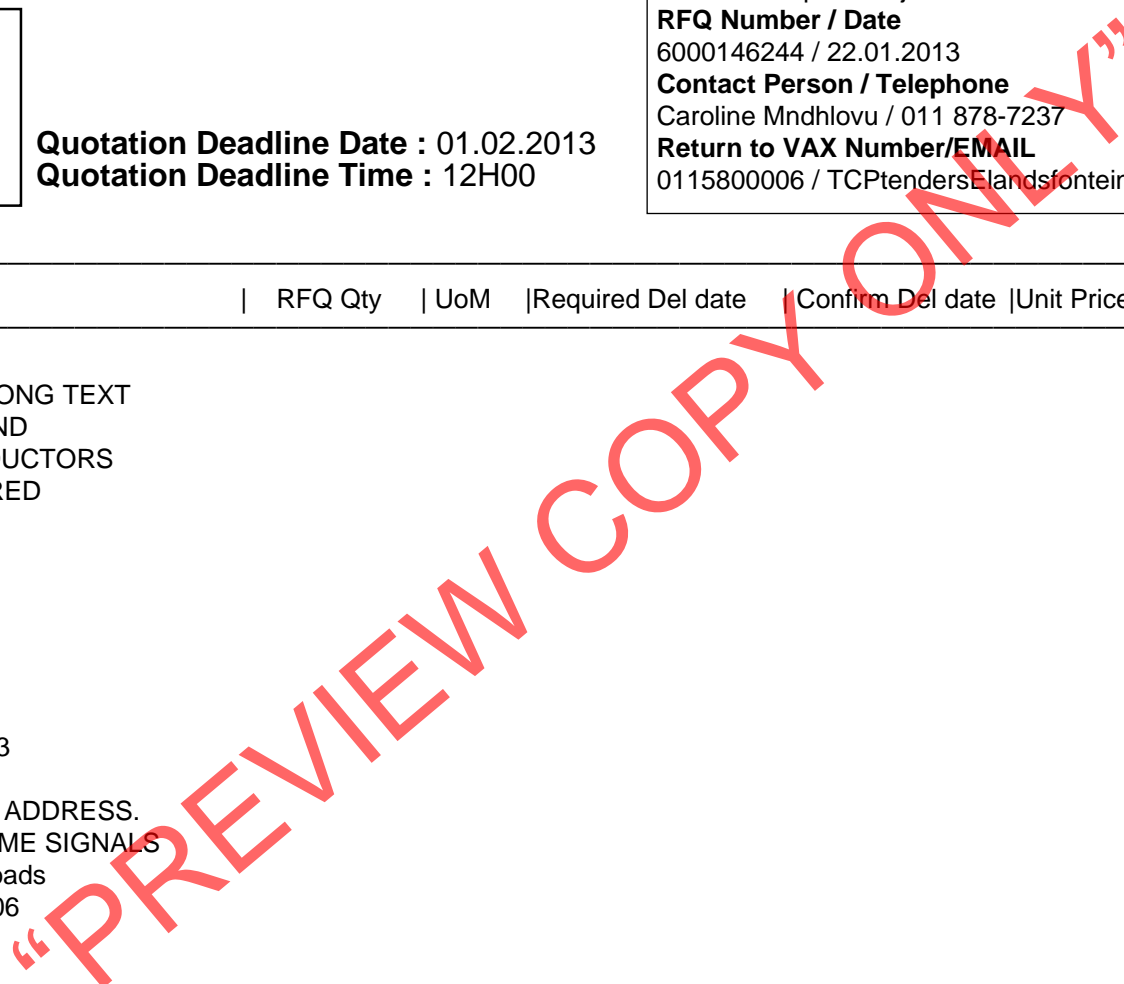 RFQ Number / Date
6000146244 / 22.01.2013
Contact Person / Telephone
Caroline Mndhlovu / 011 878-7237
Quotation Deadline Date : 01.02.2013
Return to VAX Number/EMAIL
Quotation Deadline Time : 12H00
0115800006 / TCPtendersElandsfontein
| RFQ Qty | UoM |Required Del date | Confirm Del date |Unit Price
ONG TEXT
ND
DUCTORS
RED
3
ADDRESS.
ME SIGNALS
oads
06
“PREVIEW COPY ONLY”